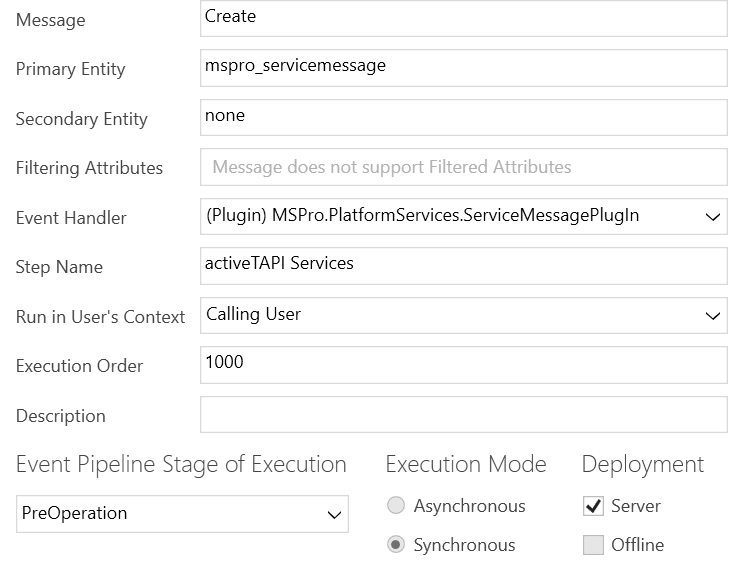 Message Create
Primary Entity mspro_servicemessage
Secondary Entity none
Filtering Attributes Message does not support Filtered Attributes
Event Handler (Plugin) MSPro.PlatformServices.ServiceMessagePlugIn
Step Name activeTAPI Services
Run in User's Context Calling User
Execution Order 1000
Description
Event Pipeline Stage of Execution Execution Mode Deployment
PreOperation Asynchronous Server
Synchronous Offline